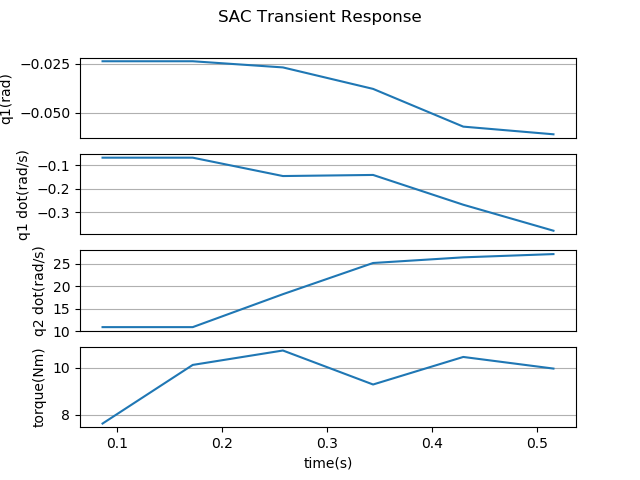 SAC Transient Response
−0.025
−0.050
q1(rad)
−0.1
−0.2
−0.3
q1 dot(rad/s)
25
20
15
10
q2 dot(rad/s)
10
8
torque(Nm)
0.1 0.2 0.3 0.4 0.5
time(s)